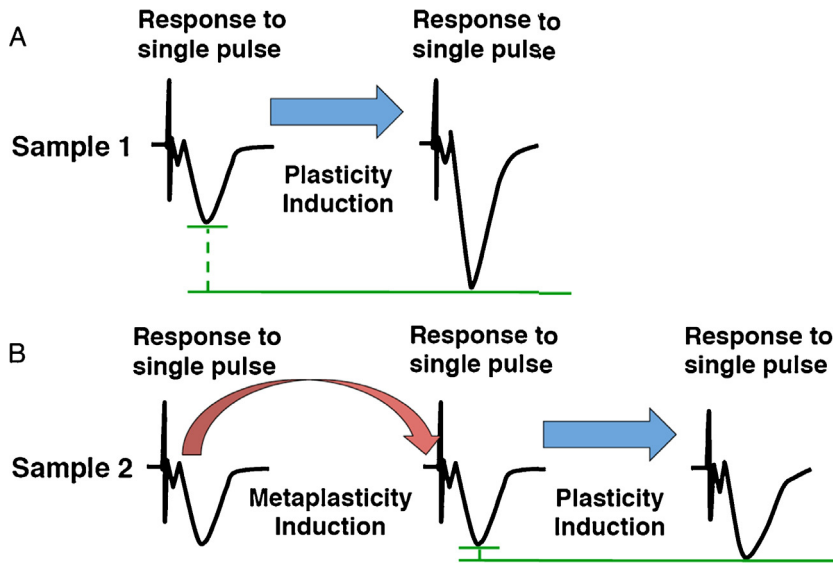 A
Response to
single pulse
Response to
single pulse
Sample 1
Plasticity
Induction
B
Response to
single pulse
Response to
single pulse
Response to
single pulse
Sample 2
Metaplasticity
Induction
Plasticity
Induction